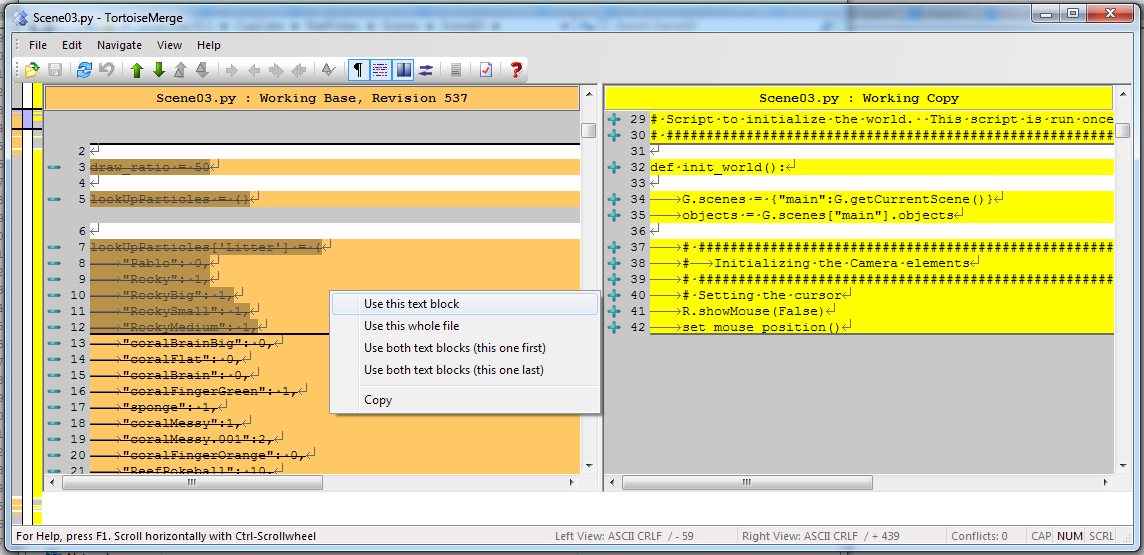 Scene03.py - TortoiseMerge
File Edit Navigate View Help
Scene03.py : Working Base, Revision 537
2
3 draw_ratio = 50
4
5 lookUpParticles = {}
6
7 lookUpParticles['Litter'] = {
8 "Pablo": 0,
9 "Rocky": 1,
10 "RockyBig": 1,
11 "RockySmall": 1,
12 "RockyMedium": 1,
13 "coralBrainBig": 0,
14 "coralFlat": 0,
15 "coralBrain": 0,
16 "coralFingerGreen": 1,
17 "sponge": 1,
18 "coralMessy": 1,
19 "coralMessy.001":2,
20 "coralFingerOrange": 0,
21 "ReefPokeball": 10,
Use this text block
Use this whole file
Use both text blocks (this one first)
Use both text blocks (this one last)
Copy
Scene03.py : Working Copy
29 # Script to initialize the world.  This script is run once
30 # ########################################################
31
32 def init_world():
33
34 G.scenes = {"main":G.getCurrentScene()}
35 objects = G.scenes["main"].objects
36
37 # ####################################################
38 # Initializing the Camera elements
39 # ####################################################
40 # Setting the cursor
41 R.showMouse(False)
42 set_mouse_position()
For Help, press F1. Scroll horizontally with Ctrl-Scrollwheel
Left View: ASCII CRLF / - 59
Right View: ASCII CRLF / + 439
Conflicts: 0
CAP NUM SCRL